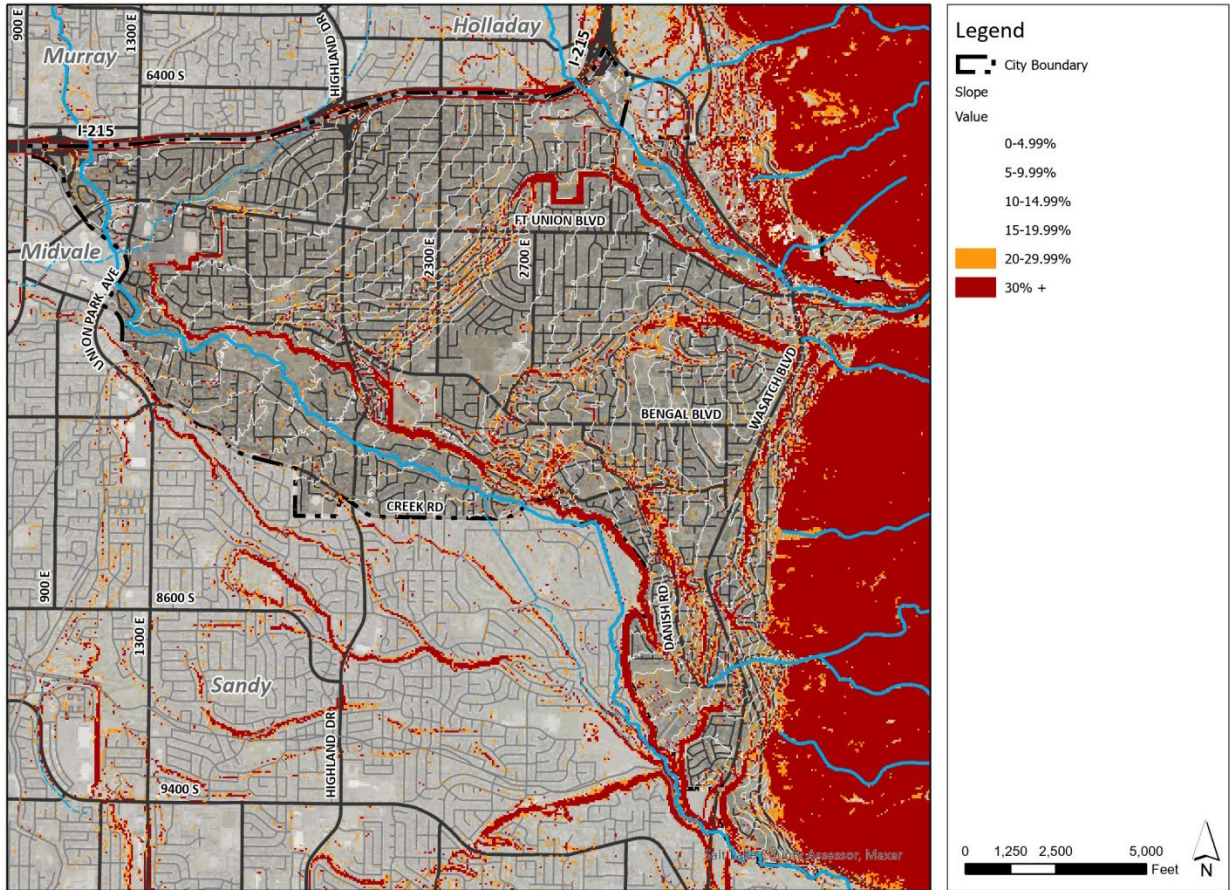 900 E
Murray
1300 E
6400 S
HIGHLAND DR
Holladay
I-215
I-215
Midvale
UNION PARK AVE
2300 E
2700 E
FT UNION BLVD
WASATCH BLVD
BENGAL BLVD
CREEK RD
DANISH RD
900 E
8600 S
1300 E
Sandy
HIGHLAND DR
9400 S
Assessor, Maxar
Legend
City Boundary
Slope
Value
0-4.99%
5-9.99%
10-14.99%
15-19.99%
20-29.99%
30% +
0 1,250 2,500 5,000
Feet
N